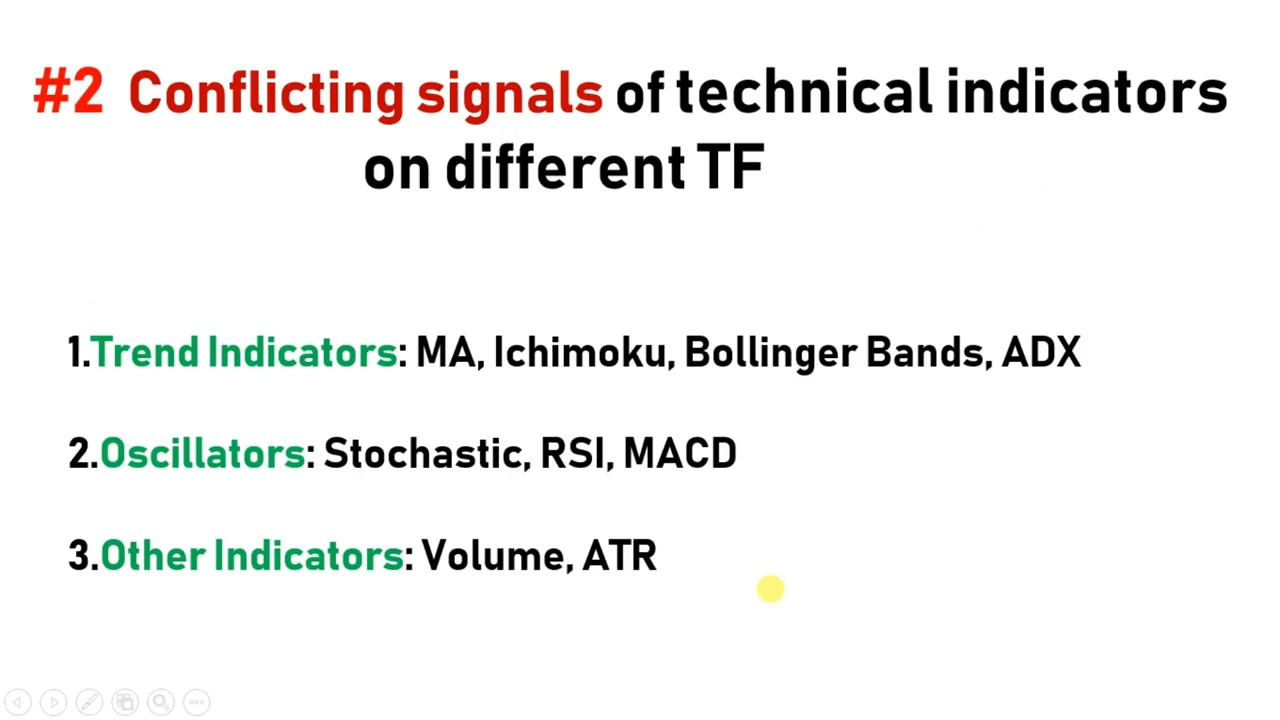 #2 Conflicting signals of technical indicators
on different TF
1.Trend Indicators: MA, Ichimoku, Bollinger Bands, ADX
2.Oscillators: Stochastic, RSI, MACD
3.Other Indicators: Volume, ATR